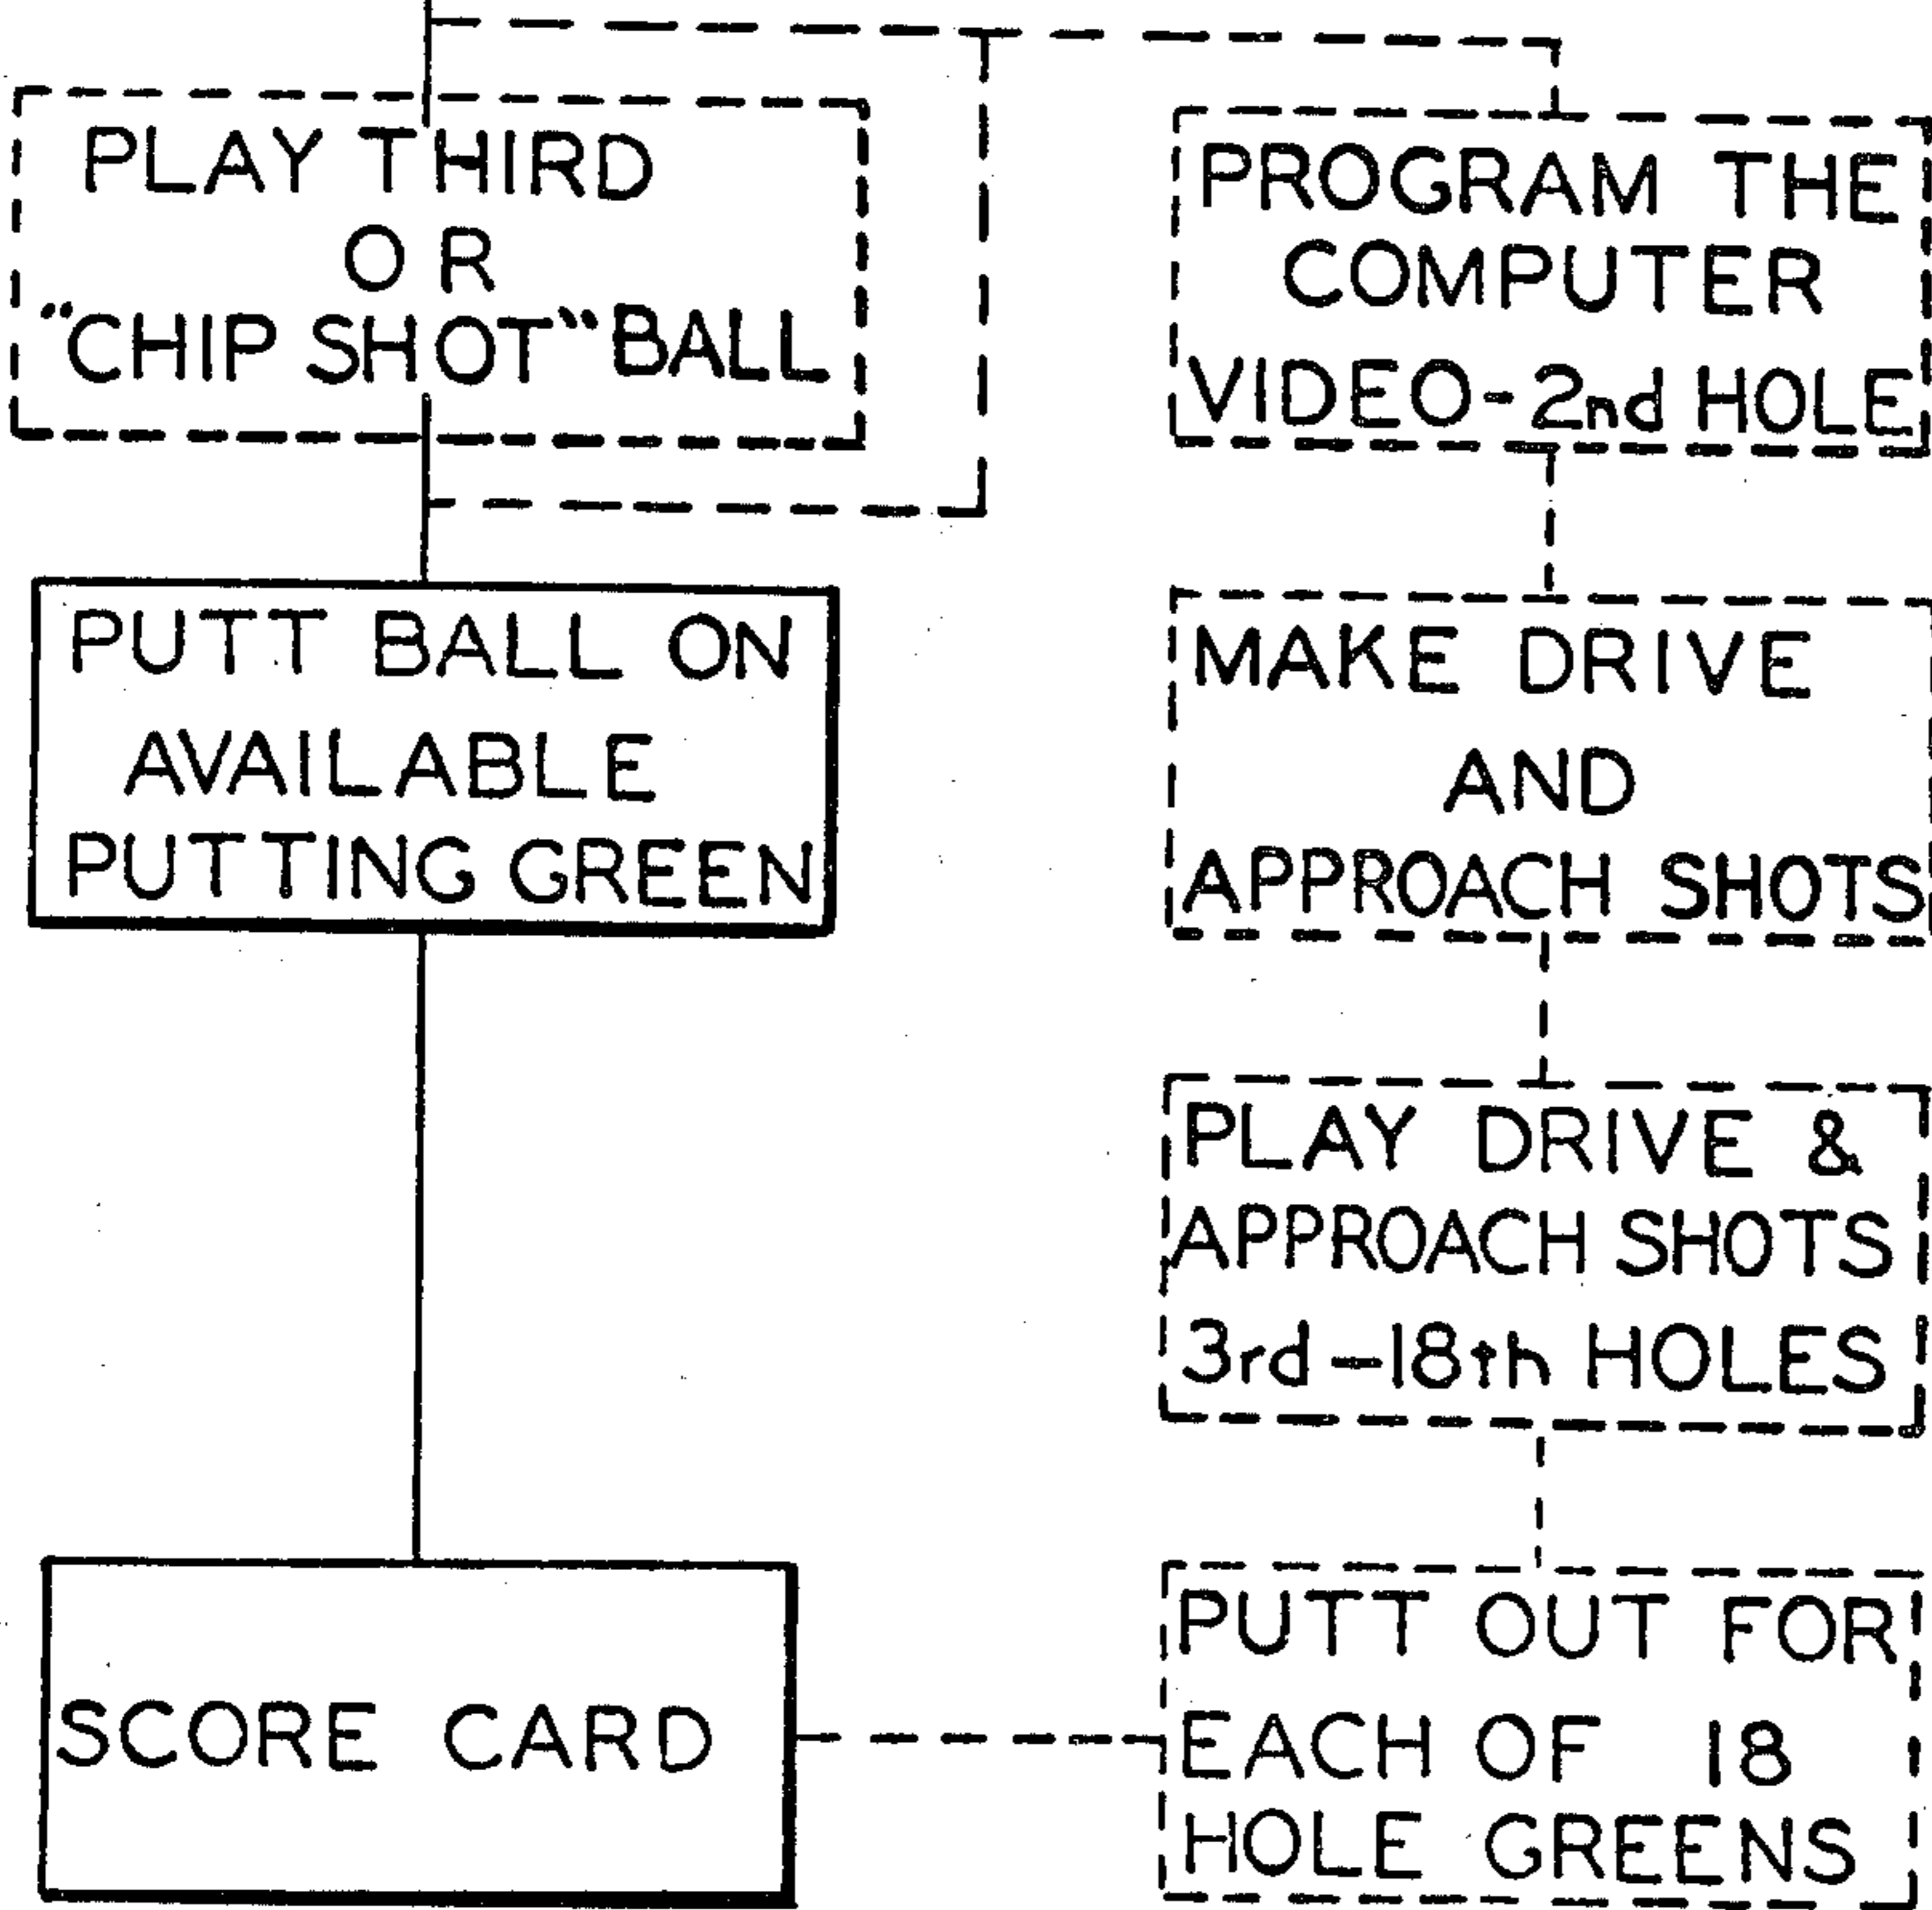 PLAY THIRD
OR
"CHIP SHOT" BALL
PUTT BALL ON
AVAILABLE
PUTTING GREEN
SCORE CARD
PROGRAM THE
COMPUTER
VIDEO-2nd HOLE
MAKE DRIVE
AND
APPROACH SHOTS
PLAY DRIVE &
APPROACH SHOTS
3rd-18th HOLES
PUTT OUT FOR
EACH OF 18
HOLE GREENS